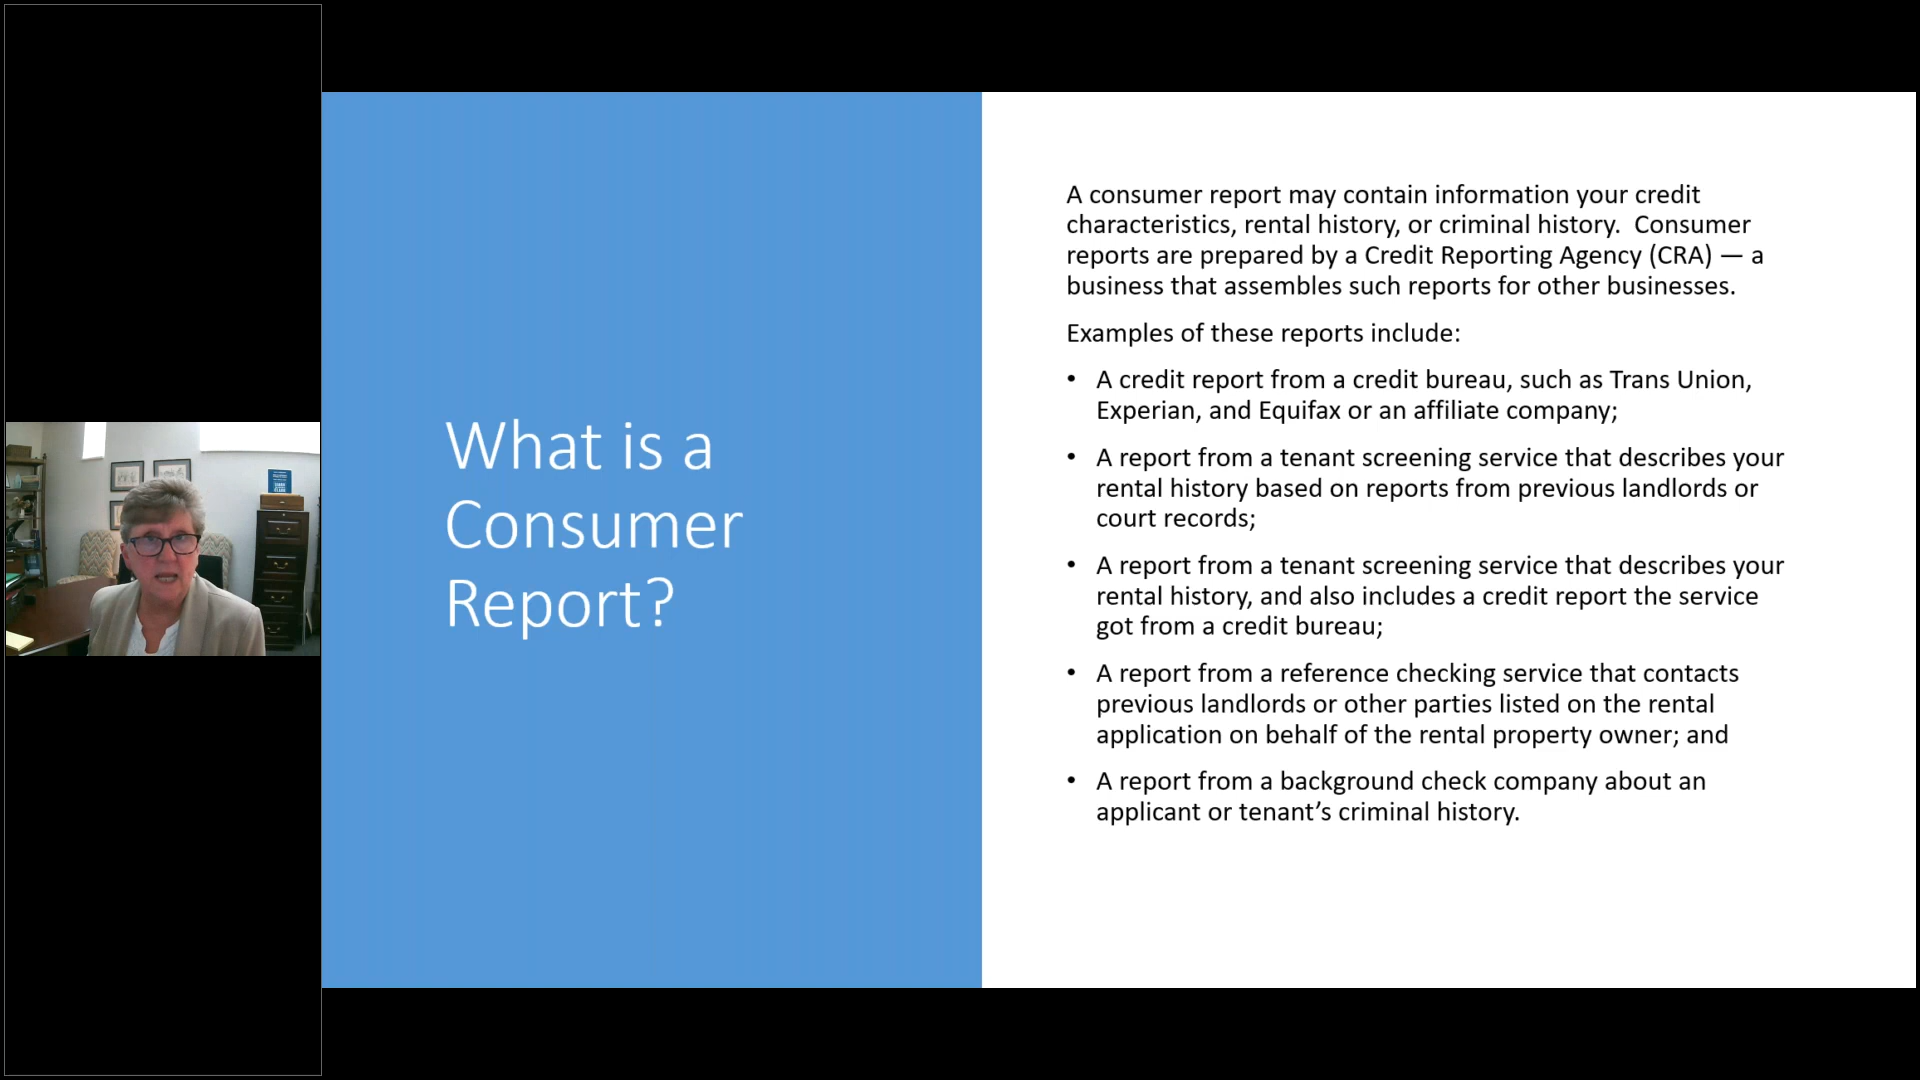 What is a
Consumer
Report?
A consumer report may contain information your credit
characteristics, rental history, or criminal history.  Consumer
reports are prepared by a Credit Reporting Agency (CRA) — a
business that assembles such reports for other businesses.
Examples of these reports include:
• A credit report from a credit bureau, such as Trans Union,
Experian, and Equifax or an affiliate company;
• A report from a tenant screening service that describes your
rental history based on reports from previous landlords or
court records;
• A report from a tenant screening service that describes your
rental history, and also includes a credit report the service
got from a credit bureau;
• A report from a reference checking service that contacts
previous landlords or other parties listed on the rental
application on behalf of the rental property owner; and
• A report from a background check company about an
applicant or tenant’s criminal history.